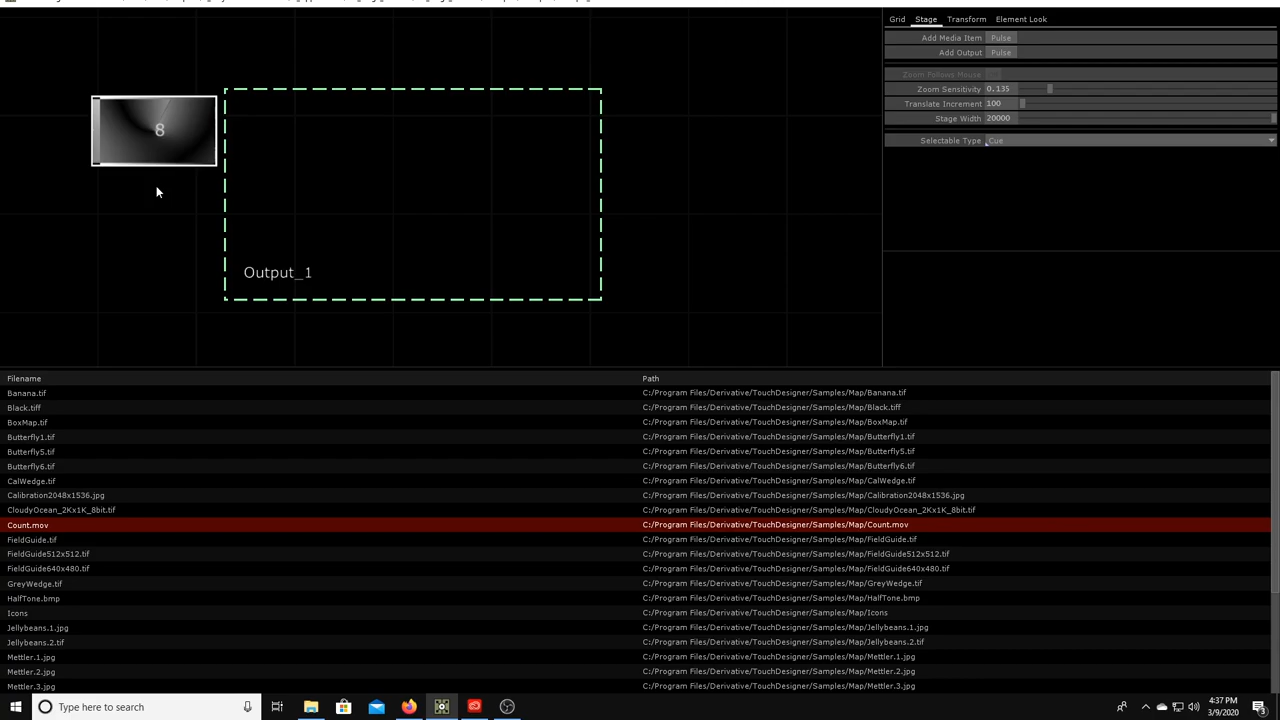 Grid Stage Transform Element Look
Add Media Item Pulse
Add Output Pulse
Zoom Follows Mouse
Zoom Sensitivity 0.135
Translate Increment 100
Stage Width 20000
Selectable Type Cue
8
Output_1
Filename Path
Banana.tif C:/Program Files/Derivative/TouchDesigner/Samples/Map/Banana.tif
Black.tiff C:/Program Files/Derivative/TouchDesigner/Samples/Map/Black.tiff
BoxMap.tif C:/Program Files/Derivative/TouchDesigner/Samples/Map/BoxMap.tif
Butterfly1.tif C:/Program Files/Derivative/TouchDesigner/Samples/Map/Butterfly1.tif
Butterfly5.tif C:/Program Files/Derivative/TouchDesigner/Samples/Map/Butterfly5.tif
Butterfly6.tif C:/Program Files/Derivative/TouchDesigner/Samples/Map/Butterfly6.tif
CalWedge.tif C:/Program Files/Derivative/TouchDesigner/Samples/Map/CalWedge.tif
Calibration2048x1536.jpg C:/Program Files/Derivative/TouchDesigner/Samples/Map/Calibration2048x1536.jpg
CloudyOcean_2Kx1K_8bit.tif C:/Program Files/Derivative/TouchDesigner/Samples/Map/CloudyOcean_2Kx1K_8bit.tif
Count.mov C:/Program Files/Derivative/TouchDesigner/Samples/Map/Count.mov
FieldGuide.tif C:/Program Files/Derivative/TouchDesigner/Samples/Map/FieldGuide.tif
FieldGuide512x512.tif C:/Program Files/Derivative/TouchDesigner/Samples/Map/FieldGuide512x512.tif
FieldGuide640x480.tif C:/Program Files/Derivative/TouchDesigner/Samples/Map/FieldGuide640x480.tif
GreyWedge.tif C:/Program Files/Derivative/TouchDesigner/Samples/Map/GreyWedge.tif
HalfTone.bmp C:/Program Files/Derivative/TouchDesigner/Samples/Map/HalfTone.bmp
Icons C:/Program Files/Derivative/TouchDesigner/Samples/Map/Icons
Jellybeans.1.jpg C:/Program Files/Derivative/TouchDesigner/Samples/Map/Jellybeans.1.jpg
Jellybeans.2.tif C:/Program Files/Derivative/TouchDesigner/Samples/Map/Jellybeans.2.tif
Mettler.1.jpg C:/Program Files/Derivative/TouchDesigner/Samples/Map/Mettler.1.jpg
Mettler.2.jpg C:/Program Files/Derivative/TouchDesigner/Samples/Map/Mettler.2.jpg
Mettler.3.jpg C:/Program Files/Derivative/TouchDesigner/Samples/Map/Mettler.3.jpg
Type here to search
4:37 PM
3/9/2020
3